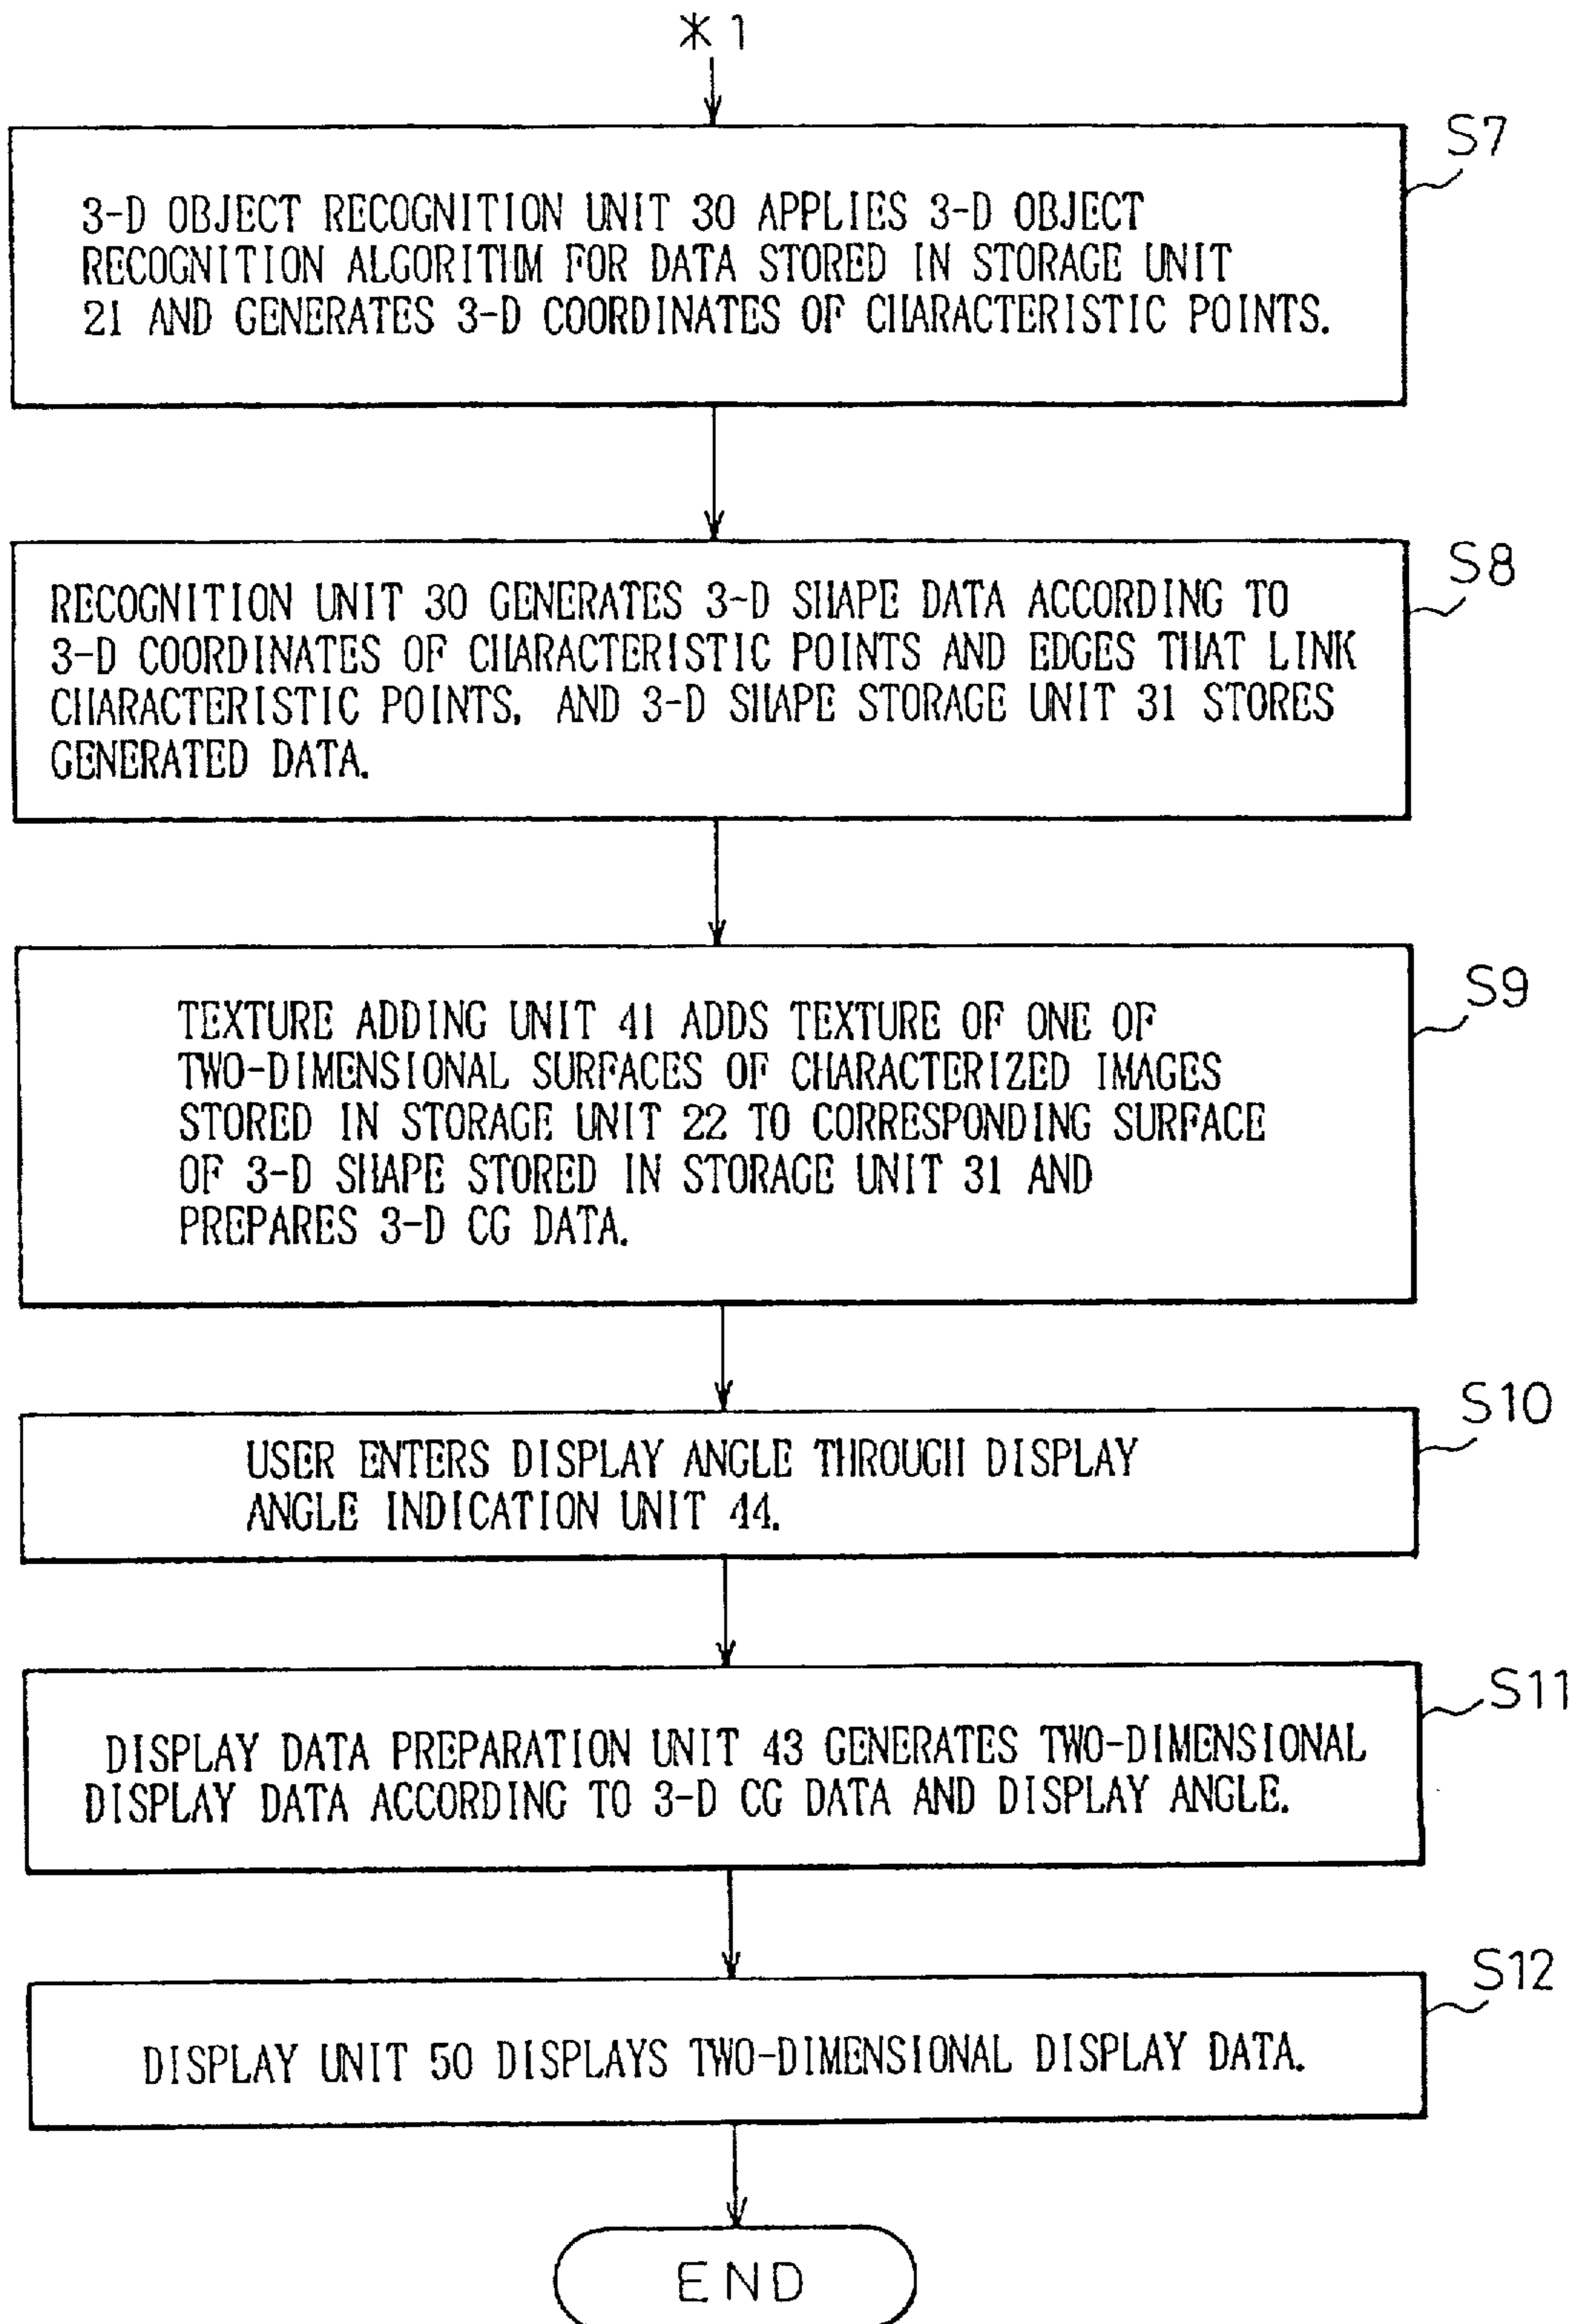 *1
S7
3-D OBJECT RECOGNITION UNIT 30 APPLIES 3-D OBJECT
RECOGNITION ALGORITHM FOR DATA STORED IN STORAGE UNIT
21 AND GENERATES 3-D COORDINATES OF CHARACTERISTIC POINTS.
S8
RECOGNITION UNIT 30 GENERATES 3-D SHAPE DATA ACCORDING TO
3-D COORDINATES OF CHARACTERISTIC POINTS AND EDGES THAT LINK
CHARACTERISTIC POINTS, AND 3-D SHAPE STORAGE UNIT 31 STORES
GENERATED DATA.
S9
TEXTURE ADDING UNIT 41 ADDS TEXTURE OF ONE OF
TWO-DIMENSIONAL SURFACES OF CHARACTERIZED IMAGES
STORED IN STORAGE UNIT 22 TO CORRESPONDING SURFACE
OF 3-D SHAPE STORED IN STORAGE UNIT 31 AND
PREPARES 3-D CG DATA.
S10
USER ENTERS DISPLAY ANGLE THROUGH DISPLAY
ANGLE INDICATION UNIT 44.
S11
DISPLAY DATA PREPARATION UNIT 43 GENERATES TWO-DIMENSIONAL
DISPLAY DATA ACCORDING TO 3-D CG DATA AND DISPLAY ANGLE.
S12
DISPLAY UNIT 50 DISPLAYS TWO-DIMENSIONAL DISPLAY DATA.
END